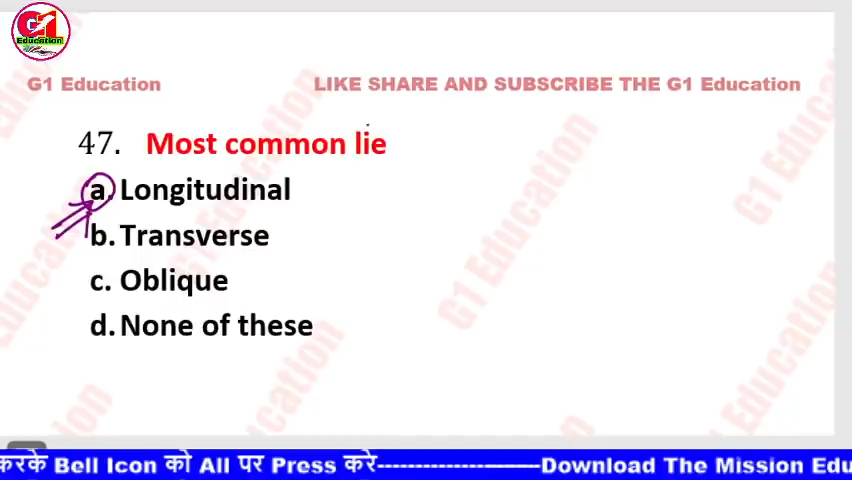 G1
Education
G1 Education
LIKE SHARE AND SUBSCRIBE THE G1 Education
47. Most common lie
a. Longitudinal
b. Transverse
c. Oblique
d. None of these
करके Bell Icon को All पर Press करे-----------------------Download The Mission Edu